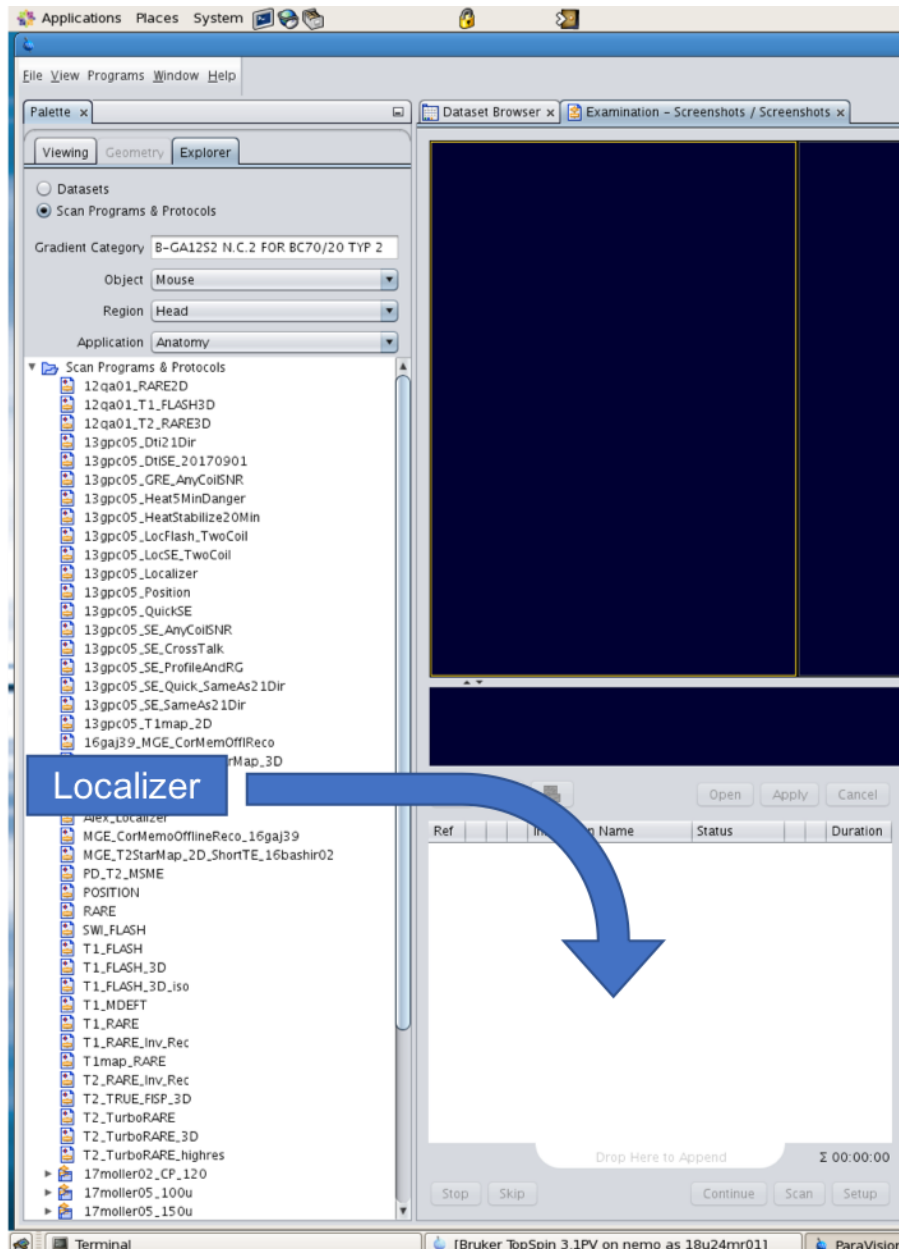 Applications Places System
File View Programs Window Help
Palette x
Dataset Browser x Examination - Screenshots / Screenshots x
Viewing Geometry Explorer
Datasets
Scan Programs & Protocols
Gradient Category B-GA12S2 N.C.2 FOR BC70/20 TYP 2
Object Mouse
Region Head
Application Anatomy
Scan Programs & Protocols
12qa01_RARE2D
12qa01_T1_FLASH3D
12qa01_T2_RARE3D
13gpc05_Dti21Dir
13gpc05_DtiSE_20170901
13gpc05_GRE_AnyCoilSNR
13gpc05_Heat5MinDanger
13gpc05_HeatStabilize20Min
13gpc05_LocFlash_TwoCoil
13gpc05_LocSE_TwoCoil
13gpc05_Localizer
13gpc05_Position
13gpc05_QuickSE
13gpc05_SE_AnyCoilSNR
13gpc05_SE_CrossTalk
13gpc05_SE_ProfileAndRG
13gpc05_SE_Quick_SameAs21Dir
13gpc05_SE_SameAs21Dir
13gpc05_T1map_2D
16gaj39_MGE_CorMemOfflReco
rMap_3D
Localizer
Alex_Localizer
MGE_CorMemoOfflineReco_16gaj39
MGE_T2StarMap_2D_ShortTE_16bashir02
PD_T2_MSME
POSITION
RARE
SWI_FLASH
T1_FLASH
T1_FLASH_3D
T1_FLASH_3D_iso
T1_MDEFT
T1_RARE
T1_RARE_Inv_Rec
T1map_RARE
T2_RARE_Inv_Rec
T2_TRUE_FISP_3D
T2_TurboRARE
T2_TurboRARE_3D
T2_TurboRARE_highres
17moller02_CP_120
17moller05_100u
17moller05_150u
Open Apply Cancel
Ref Name Status Duration
Drop Here to Append Σ 00:00:00
Stop Skip Continue Scan Setup
Terminal [Bruker TopSpin 3.1PV on nemo as 18u24mr01] ParaVision